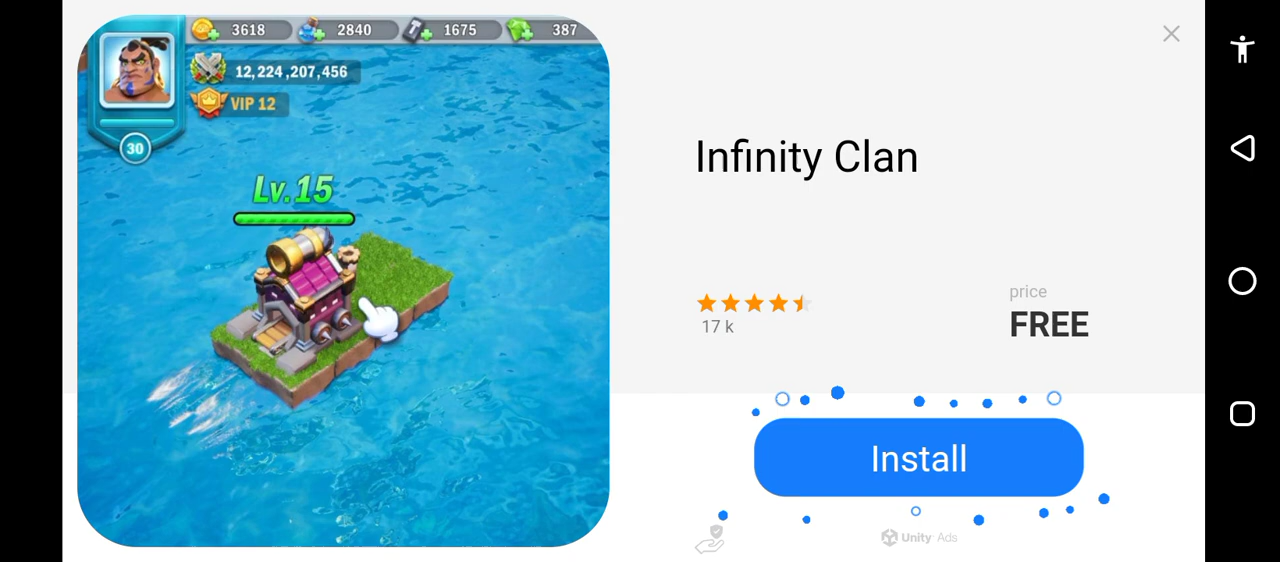 3618
2840
1675
387
12,224,207,456
VIP 12
30
Lv.15
Infinity Clan
17 k
price
FREE
Install
Unity Ads